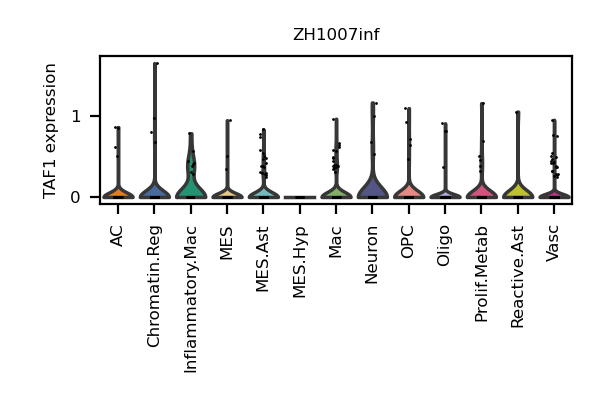 ZH1007inf
TAF1 expression
1
0
AC
Chromatin.Reg
Inflammatory.Mac
MES
MES.Ast
MES.Hyp
Mac
Neuron
OPC
Oligo
Prolif.Metab
Reactive.Ast
Vasc